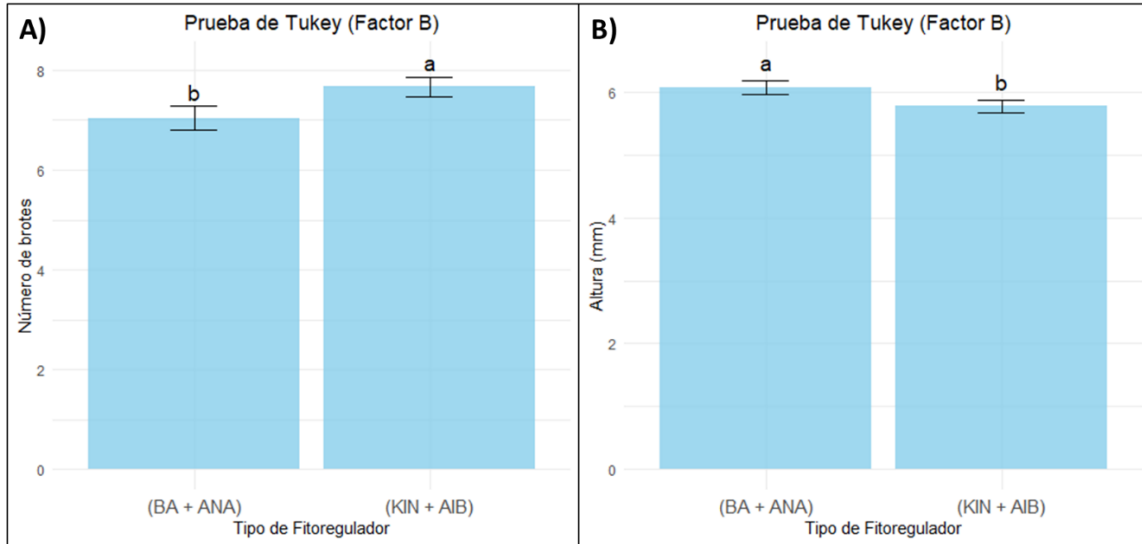 A)
Prueba de Tukey (Factor B)
8
6
4
2
0
Número de brotes
b
a
(BA + ANA)
(KIN + AIB)
Tipo de Fitoregulador
B)
Prueba de Tukey (Factor B)
6
4
2
0
Altura (mm)
a
b
(BA + ANA)
(KIN + AIB)
Tipo de Fitoregulador